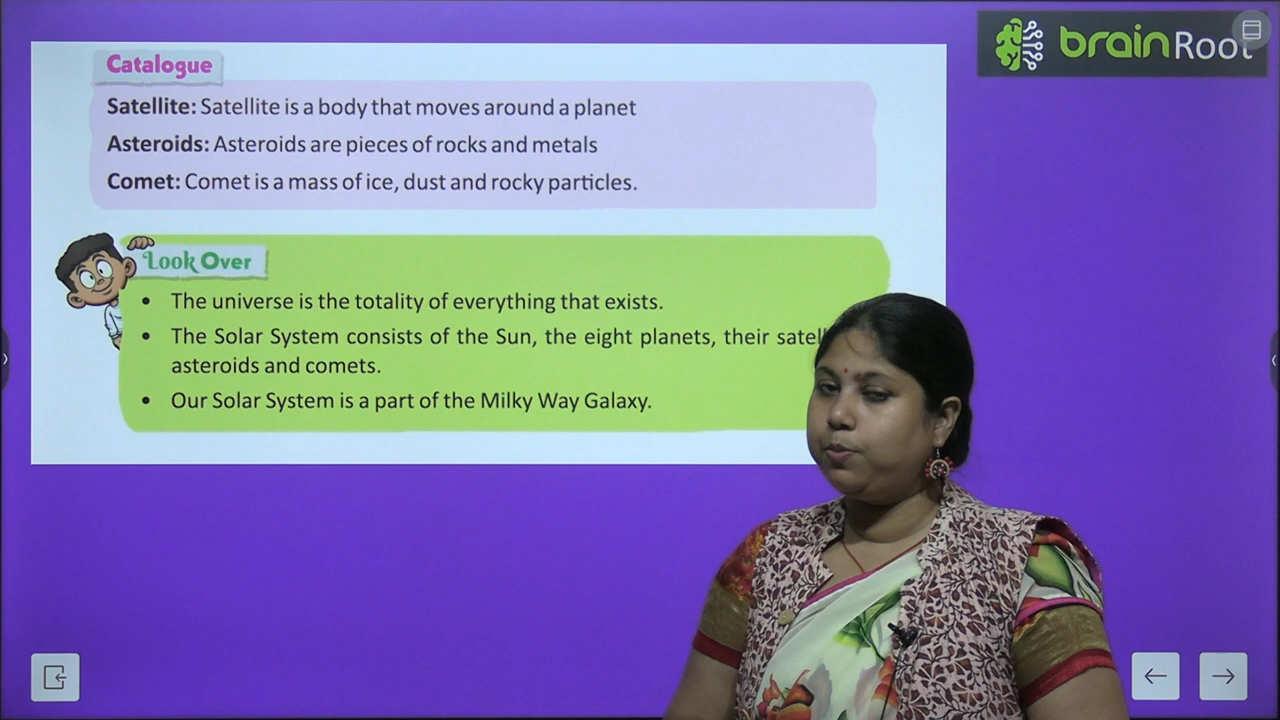 brainRoot
Catalogue
Satellite: Satellite is a body that moves around a planet
Asteroids: Asteroids are pieces of rocks and metals
Comet: Comet is a mass of ice, dust and rocky particles.
Look Over
• The universe is the totality of everything that exists.
• The Solar System consists of the Sun, the eight planets, their
asteroids and comets.
• Our Solar System is a part of the Milky Way Galaxy.